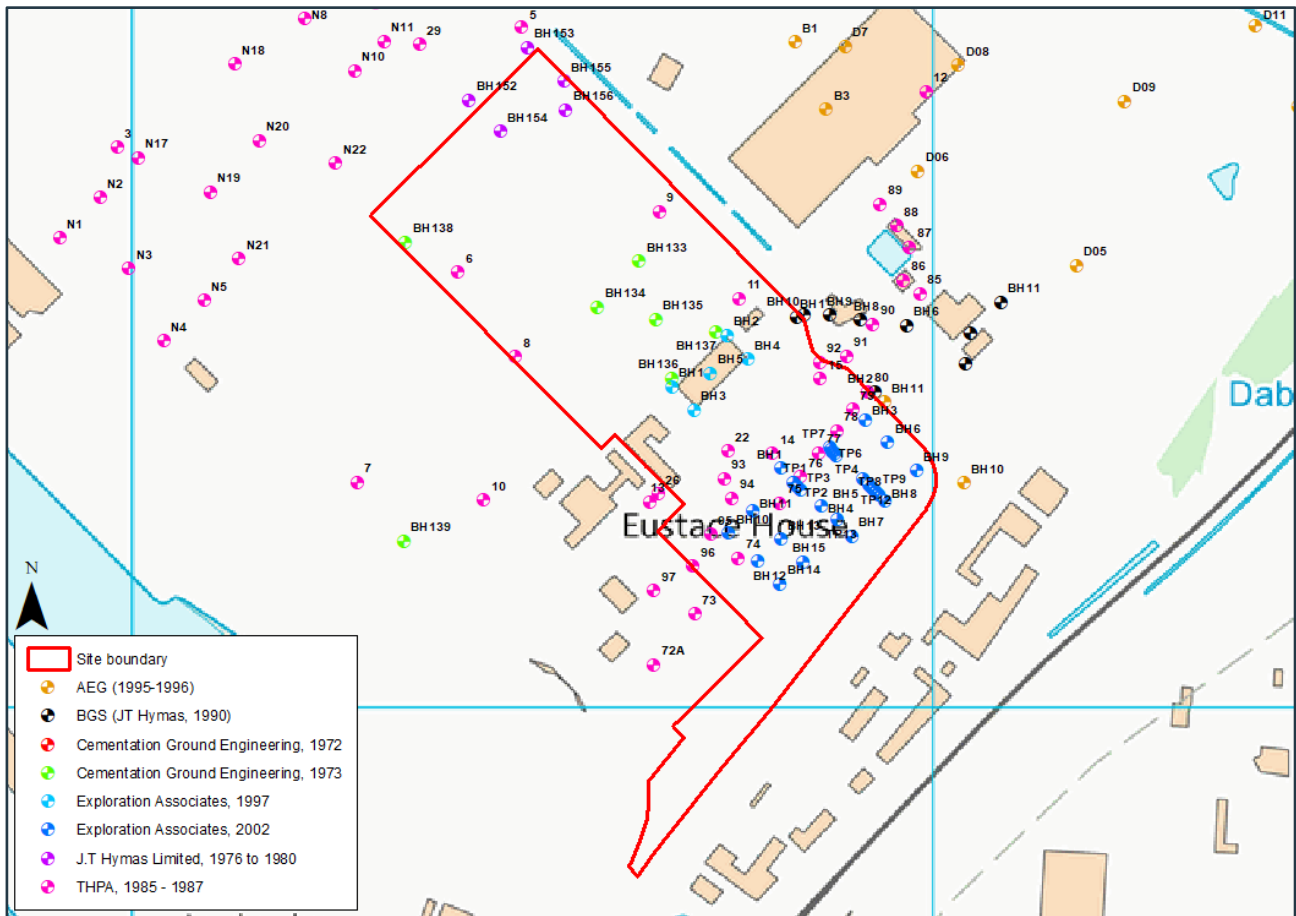 N8
5
D11
N11
29
BH153
B1
D7
N18
N10
BH155
D08
BH152
BH156
12
B3
D09
BH154
3
N20
N17
N22
D06
N2
N19
89
9
88
N1
BH138
87
N21
BH133
N3
6
D05
86
N5
85
11
BH11
BH134
BH135
BH10
BH9
BH8
90
BH6
N4
BH2
BH137
8
BH4
91
92
BH136
BH1
BH5
15
BH2
80
Dab
BH3
79
BH11
78
BH3
TP7
77
BH6
22
14
BH1
76
TP6
BH9
7
93
TP1
TP3
TP4
TP8
TP9
BH10
26
13
94
75
TP2
BH5
TP12
BH8
10
BH11
BH4
Eustace House
95
BH10
BH13
TP13
BH7
BH139
96
74
BH15
N
97
BH12
BH14
73
72A
Site boundary
AEG (1995-1996)
BGS (JT Hymas, 1990)
Cementation Ground Engineering, 1972
Cementation Ground Engineering, 1973
Exploration Associates, 1997
Exploration Associates, 2002
J.T Hymas Limited, 1976 to 1980
THPA, 1985 - 1987